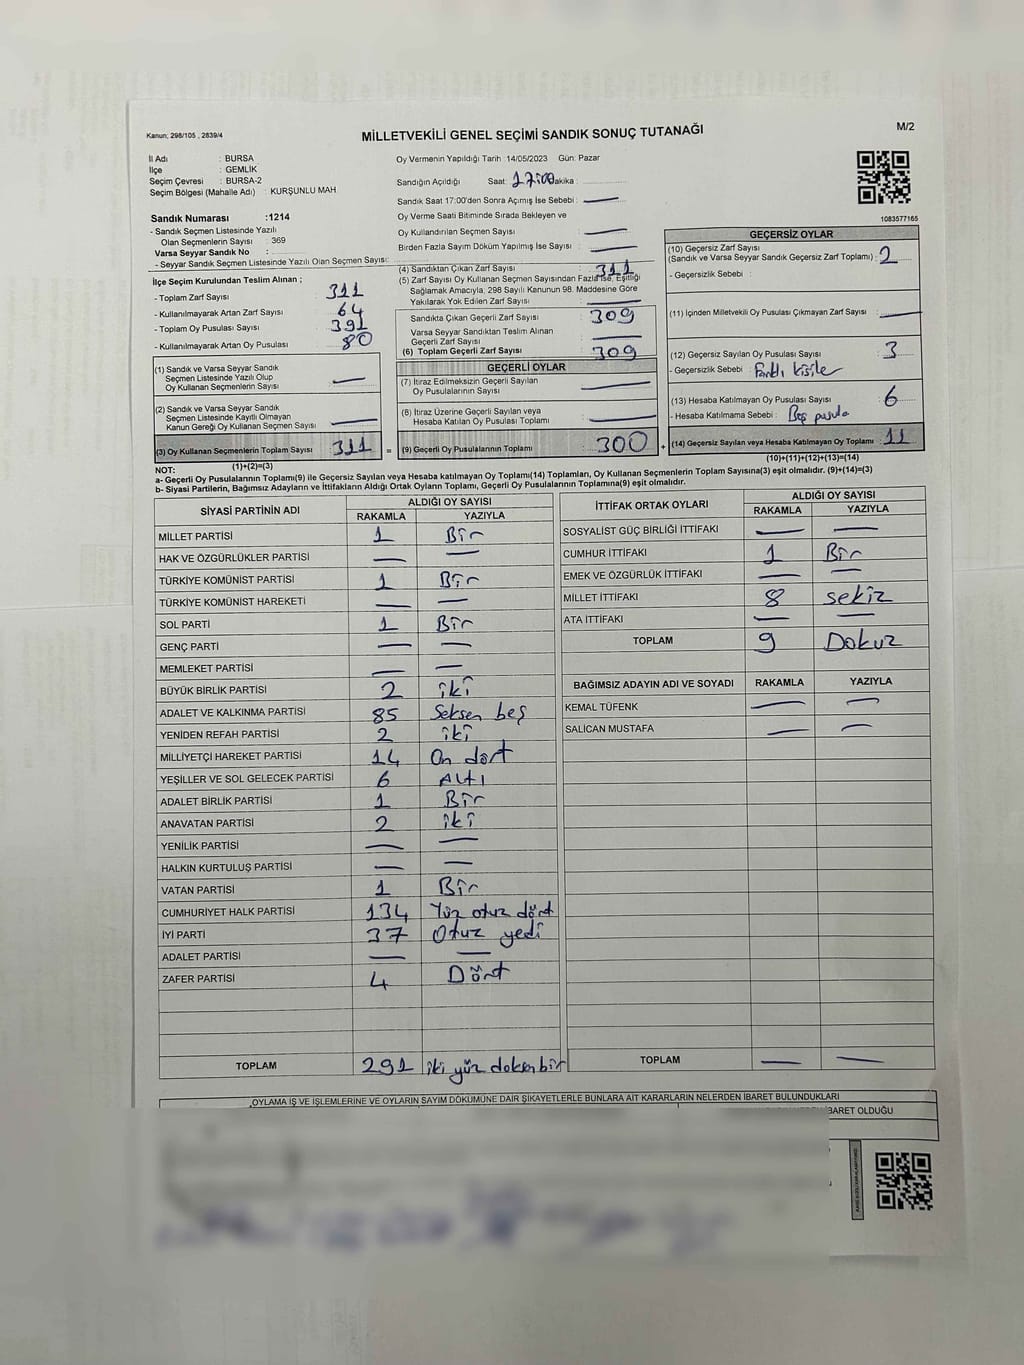 Kanun; 298/105 , 2839/4
MİLLETVEKİLİ GENEL SEÇİMİ SANDIK SONUÇ TUTANAĞI
M/2
İl Adı : BURSA
İlçe : GEMLİK
Seçim Çevresi : BURSA-2
Seçim Bölgesi (Mahalle Adı) : KURŞUNLU MAH
Sandık Numarası :1214
- Sandık Seçmen Listesinde Yazılı
Olan Seçmenlerin Sayısı : 369
Varsa Seyyar Sandık No :
- Seyyar Sandık Seçmen Listesinde Yazılı Olan Seçmen Sayısı:
Oy Vermenin Yapıldığı Tarih :14/05/2023 Gün: Pazar
Sandığın Açıldığı Saat: 17:00 Dakika :
Sandık Saat 17:00'den Sonra Açımış İse Sebebi : —
Oy Verme Saati Bitiminde Sırada Bekleyen ve
Oy Kullandırılan Seçmen Sayısı : —
Birden Fazla Sayım Döküm Yapılmış İse Sayısı : —
1083577165
İlçe Seçim Kurulundan Teslim Alınan ;
- Toplam Zarf Sayısı : 311
- Kullanılmayarak Artan Zarf Sayısı : 64
- Toplam Oy Pusulası Sayısı : 391
- Kullanılmayarak Artan Oy Pusulası : 80
(1) Sandık ve Varsa Seyyar Sandık
Seçmen Listesinde Yazılı Olup
Oy Kullanan Seçmenlerin Sayısı : —
(2) Sandık ve Varsa Seyyar Sandık
Seçmen Listesinde Kayıtlı Olmayan
Kanun Gereği Oy Kullanan Seçmen Sayısı : —
(3) Oy Kullanan Seçmenlerin Toplam Sayısı : 311
(1)+(2)=(3)
(4) Sandıktan Çıkan Zarf Sayısı : 311
(5) Zarf Sayısı Oy Kullanan Seçmen Sayısından Fazla İse, Eşitliği
Sağlamak Amacıyla, 298 Sayılı Kanunun 98. Maddesine Göre
Yakılarak Yok Edilen Zarf Sayısı : —
Sandıkta Çıkan Geçerli Zarf Sayısı : 309
Varsa Seyyar Sandıktan Teslim Alınan
Geçerli Zarf Sayısı : —
(6) Toplam Geçerli Zarf Sayısı : 309
GEÇERLİ OYLAR
(7) İtiraz Edilmeksizin Geçerli Sayılan
Oy Pusulalarının Sayısı : —
(8) İtiraz Üzerine Geçerli Sayılan veya
Hesaba Katılan Oy Pusulası Toplamı : —
= (9) Geçerli Oy Pusulalarının Toplamı : 300 +
GEÇERSİZ OYLAR
(10) Geçersiz Zarf Sayısı
(Sandık ve Varsa Seyyar Sandık Geçersiz Zarf Toplamı) : 2
- Geçersizlik Sebebi :
(11) İçinden Milletvekili Oy Pusulası Çıkmayan Zarf Sayısı : —
(12) Geçersiz Sayılan Oy Pusulası Sayısı : 3
- Geçersizlik Sebebi : Farklı kişiler
(13) Hesaba Katılmayan Oy Pusulası Sayısı : 6
- Hesaba Katılmama Sebebi : Boş pusula
(14) Geçersiz Sayılan veya Hesaba Katılmayan Oy Toplamı : 11
(10)+(11)+(12)+(13)=(14)
NOT:
a- Geçerli Oy Pusulalarının Toplamı(9) ile Geçersiz Sayılan veya Hesaba katılmayan Oy Toplamı(14) Toplamları, Oy Kullanan Seçmenlerin Toplam Sayısına(3) eşit olmalıdır. (9)+(14)=(3)
b- Siyasi Partilerin, Bağımsız Adayların ve İttifakların Aldığı Ortak Oyların Toplamı, Geçerli Oy Pusulalarının Toplamına(9) eşit olmalıdır.
SİYASİ PARTİNİN ADI ALDIĞI OY SAYISI
RAKAMLA YAZIYLA
MİLLET PARTİSİ 1 Bir
HAK VE ÖZGÜRLÜKLER PARTİSİ — —
TÜRKİYE KOMÜNİST PARTİSİ 1 Bir
TÜRKİYE KOMÜNİST HAREKETİ — —
SOL PARTİ 1 Bir
GENÇ PARTİ — —
MEMLEKET PARTİSİ — —
BÜYÜK BİRLİK PARTİSİ 2 iki
ADALET VE KALKINMA PARTİSİ 85 Seksen beş
YENİDEN REFAH PARTİSİ 2 iki
MİLLİYETÇİ HAREKET PARTİSİ 14 On dört
YEŞİLLER VE SOL GELECEK PARTİSİ 6 Altı
ADALET BİRLİK PARTİSİ 1 Bir
ANAVATAN PARTİSİ 2 iki
YENİLİK PARTİSİ — —
HALKIN KURTULUŞ PARTİSİ — —
VATAN PARTİSİ 1 Bir
CUMHURİYET HALK PARTİSİ 134 Yüz otuz dört
İYİ PARTİ 37 Otuz yedi
ADALET PARTİSİ — —
ZAFER PARTİSİ 4 Dört
TOPLAM 291 iki yüz doksen bir
İTTİFAK ORTAK OYLARI ALDIĞI OY SAYISI
RAKAMLA YAZIYLA
SOSYALİST GÜÇ BİRLİĞİ İTTİFAKI — —
CUMHUR İTTİFAKI 1 Bir
EMEK VE ÖZGÜRLÜK İTTİFAKI — —
MİLLET İTTİFAKI 8 sekiz
ATA İTTİFAKI — —
TOPLAM 9 Dokuz
BAĞIMSIZ ADAYIN ADI VE SOYADI RAKAMLA YAZIYLA
KEMAL TÜFENK — —
SALİCAN MUSTAFA — —
TOPLAM — —
OYLAMA İŞ VE İŞLEMLERİNE VE OYLARIN SAYIM DÖKÜMÜNE DAİR ŞİKAYETLERLE BUNLARA AİT KARARLARIN NELERDEN İBARET BULUNDUKLARI
BARET OLDUĞU